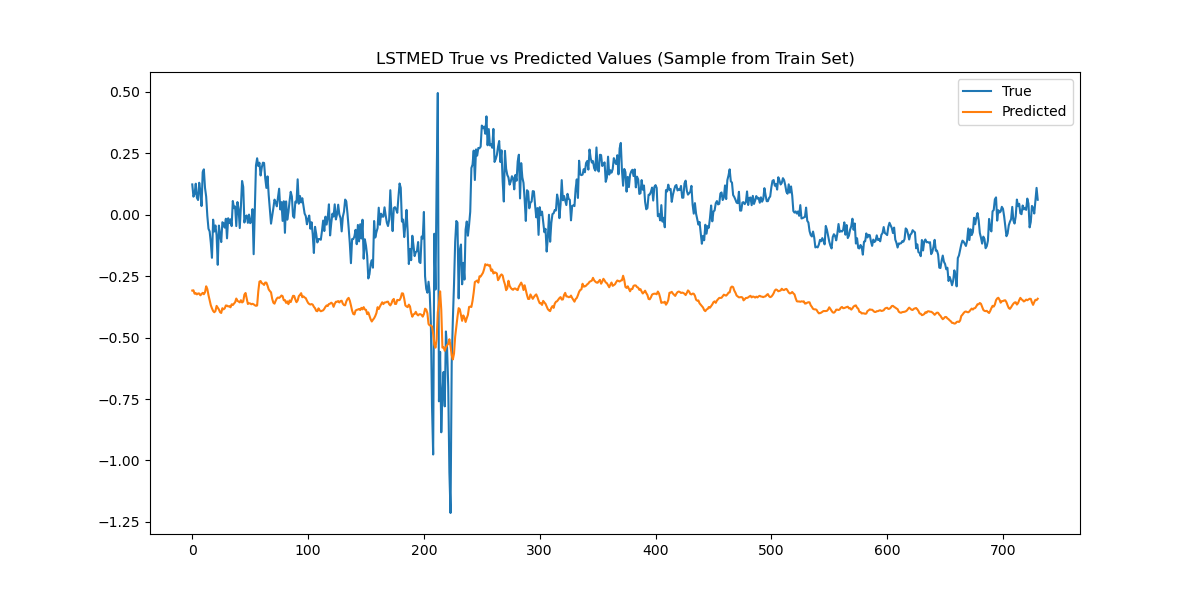 LSTMED True vs Predicted Values (Sample from Train Set)
True
Predicted
0.50
0.25
0.00
−0.25
−0.50
−0.75
−1.00
−1.25
0 100 200 300 400 500 600 700